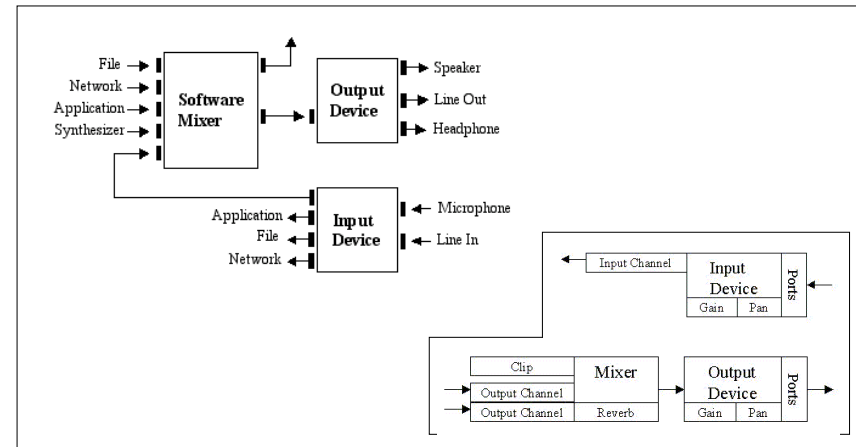 File
Network
Application
Synthesizer
Software
Mixer
Output
Device
Speaker
Line Out
Headphone
Application
File
Network
Input
Device
Microphone
Line In
Input Channel
Input
Device
Gain
Pan
Ports
Clip
Output Channel
Output Channel
Mixer
Reverb
Output
Device
Gain
Pan
Ports